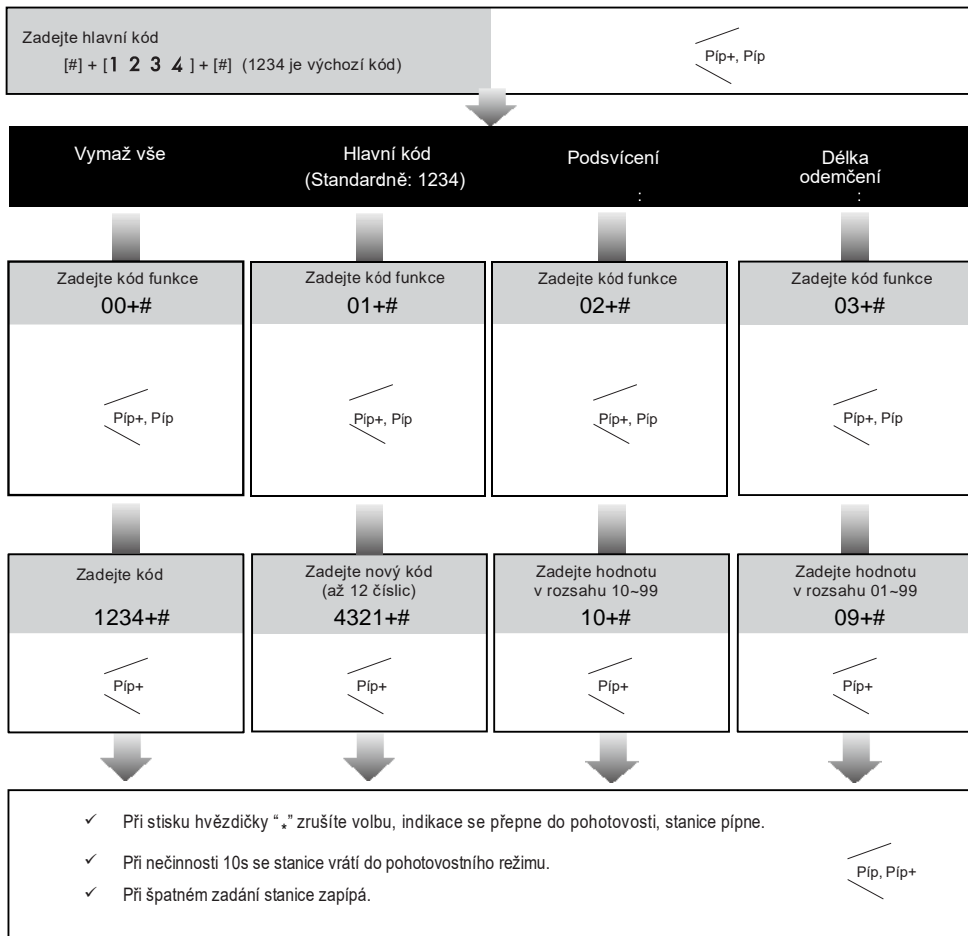 Zadejte hlavní kód
[#] + [1 2 3 4 ] + [#] (1234 je výchozí kód)
Píp+, Píp
Vymaž vše
Hlavní kód
(Standardně: 1234)
Podsvícení
:
Délka
odemčení
:
Zadejte kód funkce
00+#
Píp+, Píp
Zadejte kód funkce
01+#
Píp+, Píp
Zadejte kód funkce
02+#
Píp+, Píp
Zadejte kód funkce
03+#
Píp+, Píp
Zadejte kód
1234+#
Píp+
Zadejte nový kód
(až 12 číslic)
4321+#
Píp+
Zadejte hodnotu
v rozsahu 10~99
10+#
Píp+
Zadejte hodnotu
v rozsahu 01~99
09+#
Píp+
✓ Při stisku hvězdičky “*” zrušíte volbu, indikace se přepne do pohotovosti, stanice pípne.
✓ Při nečinnosti 10s se stanice vrátí do pohotovostního režimu.
✓ Při špatném zadání stanice zapípá.
Píp, Píp+